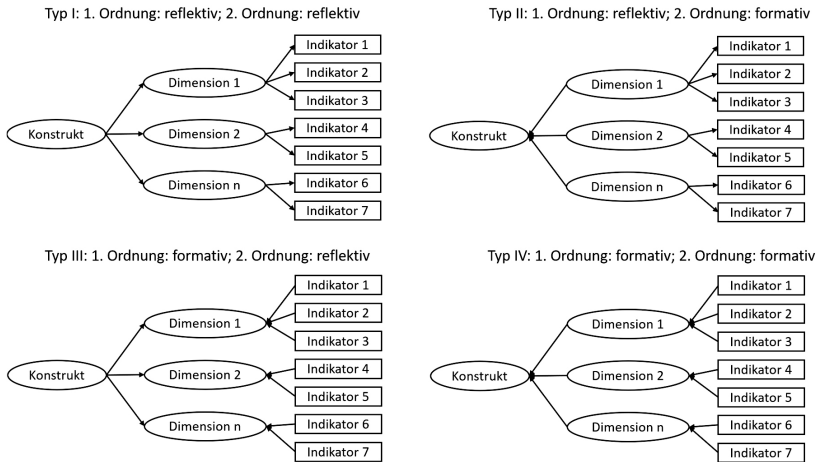 Typ I: 1. Ordnung: reflektiv; 2. Ordnung: reflektiv
Indikator 1
Indikator 2
Indikator 3
Indikator 4
Indikator 5
Indikator 6
Indikator 7
Dimension 1
Dimension 2
Dimension n
Konstrukt
Typ II: 1. Ordnung: reflektiv; 2. Ordnung: formativ
Indikator 1
Indikator 2
Indikator 3
Indikator 4
Indikator 5
Indikator 6
Indikator 7
Dimension 1
Dimension 2
Dimension n
Konstrukt
Typ III: 1. Ordnung: formativ; 2. Ordnung: reflektiv
Indikator 1
Indikator 2
Indikator 3
Indikator 4
Indikator 5
Indikator 6
Indikator 7
Dimension 1
Dimension 2
Dimension n
Konstrukt
Typ IV: 1. Ordnung: formativ; 2. Ordnung: formativ
Indikator 1
Indikator 2
Indikator 3
Indikator 4
Indikator 5
Indikator 6
Indikator 7
Dimension 1
Dimension 2
Dimension n
Konstrukt